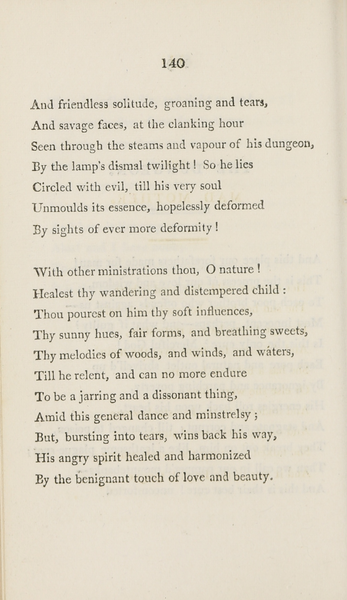 140
And friendless solitude, groaning and tears,
And savage faces, at the clanking hour
Seen through the steams and vapour of his dungeon,
By the lamp's dismal twilight! So he lies
Circled with evil, till his very soul
Unmoulds its essence, hopelessly deformed
By sights of ever more deformity!
With other ministrations thou, O nature!
Healest thy wandering and distempered child:
Thou pourest on him thy soft influences,
Thy sunny hues, fair forms, and breathing sweets,
Thy melodies of woods, and winds, and waters,
Till he relent, and can no more endure
To be a jarring and a dissonant thing,
Amid this general dance and minstrelsy;
But, bursting into tears, wins back his way,
His angry spirit healed and harmonized
By the benignant touch of love and beauty.